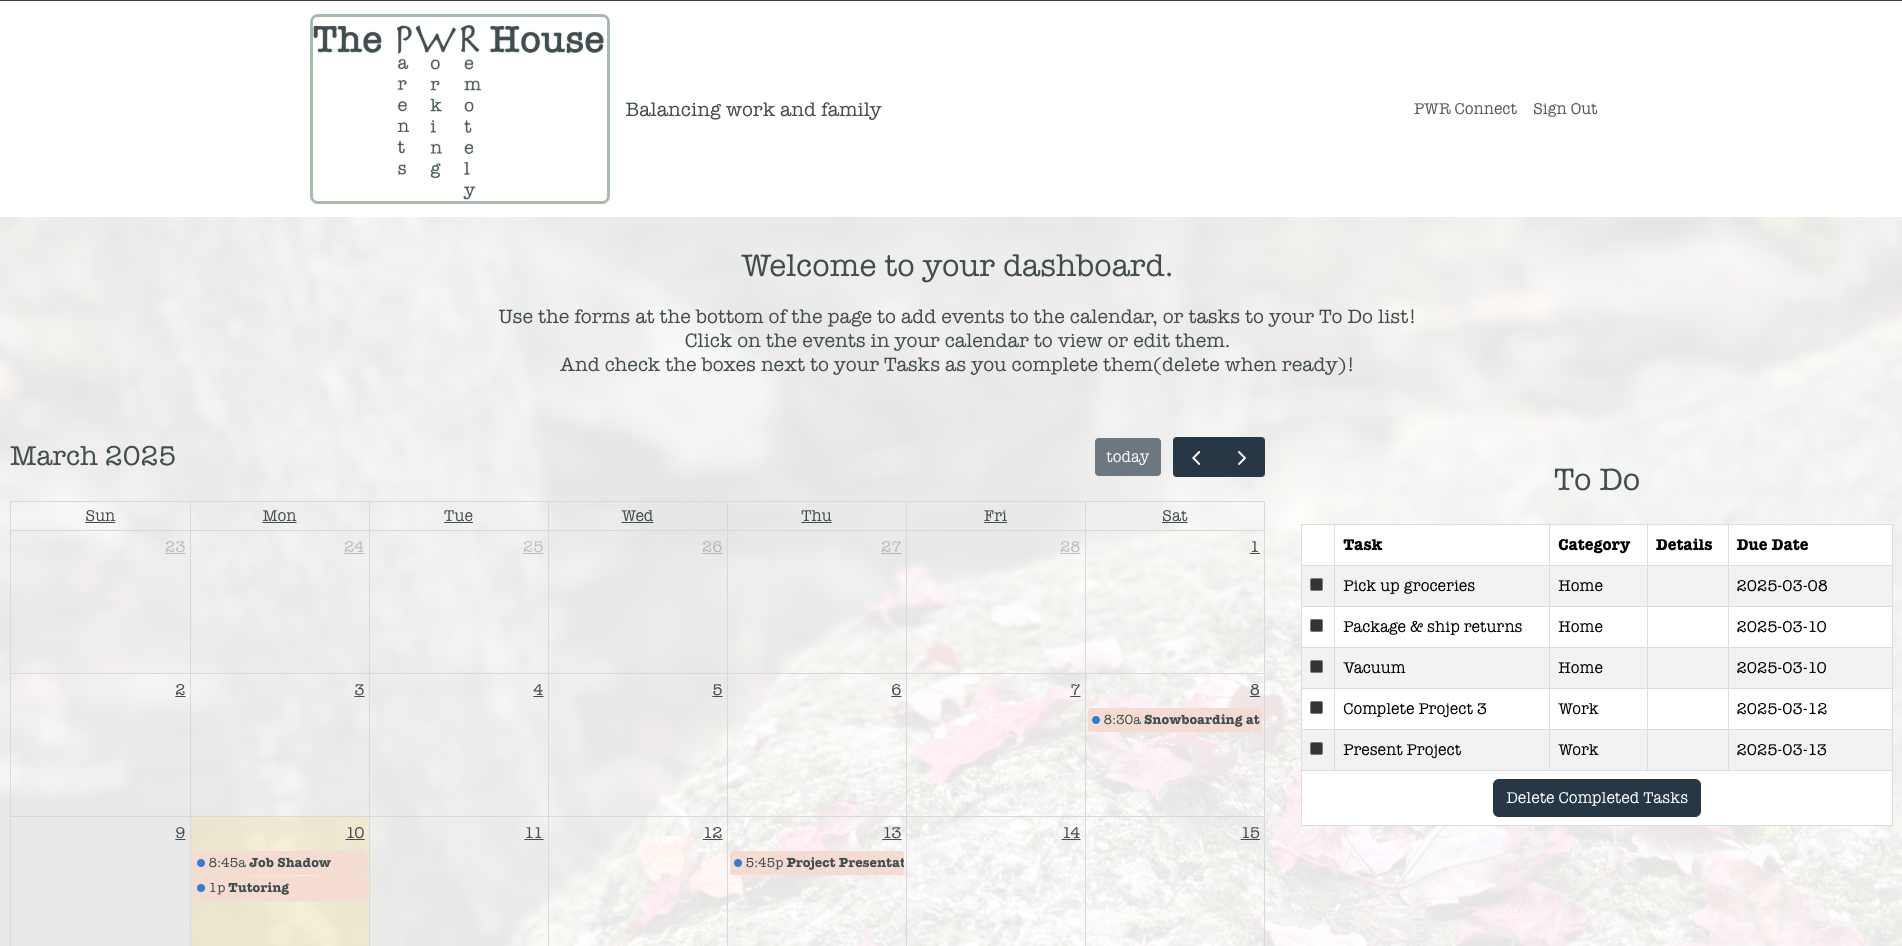 The PWR House
Parents
Working
Remotely
Balancing work and family
PWR Connect Sign Out
Welcome to your dashboard.
Use the forms at the bottom of the page to add events to the calendar, or tasks to your To Do list!
Click on the events in your calendar to view or edit them.
And check the boxes next to your Tasks as you complete them(delete when ready)!
March 2025
today
Sun Mon Tue Wed Thu Fri Sat
23 24 25 26 27 28 1
2 3 4 5 6 7 8
8:30a Snowboarding at
9 10 11 12 13 14 15
8:45a Job Shadow
1p Tutoring
5:45p Project Presentat
To Do
Task Category Details Due Date
Pick up groceries Home 2025-03-08
Package & ship returns Home 2025-03-10
Vacuum Home 2025-03-10
Complete Project 3 Work 2025-03-12
Present Project Work 2025-03-13
Delete Completed Tasks